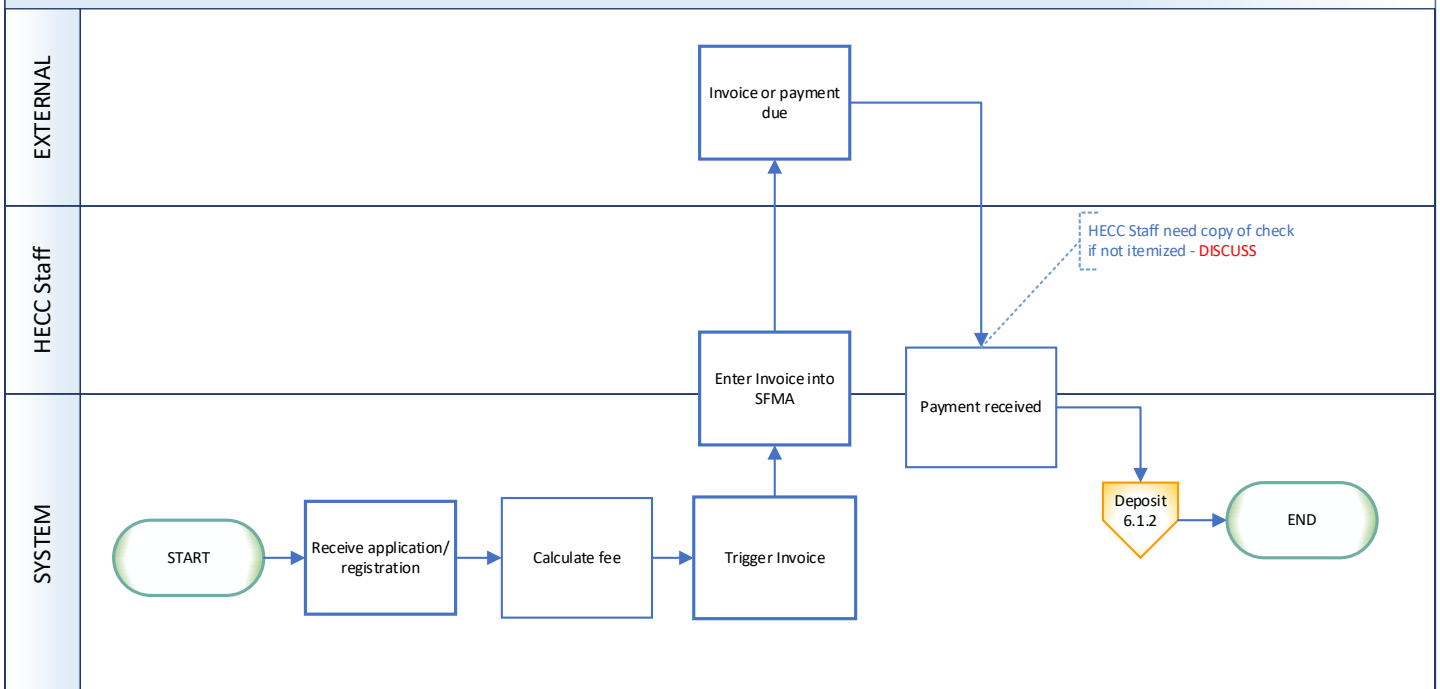 EXTERNAL
Invoice or payment
due
HECC Staff
HECC Staff need copy of check
if not itemized - DISCUSS
Enter Invoice into
SFMA
Payment received
SYSTEM
START
Receive application/
registration
Calculate fee
Trigger Invoice
Deposit
6.1.2
END